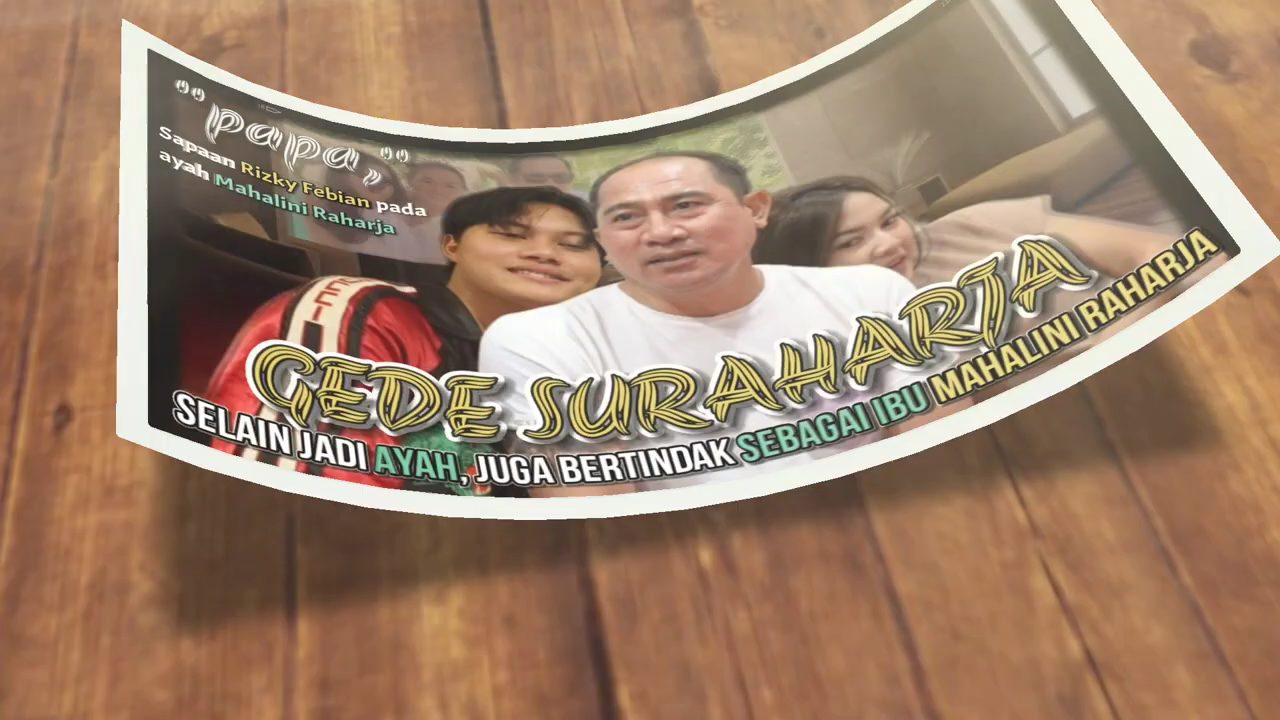 "papa,"
Sapaan Rizky Febian pada
ayah Mahalini Raharja
GEDE SURAHARJA
SELAIN JADI AYAH, JUGA BERTINDAK SEBAGAI IBU MAHALINI RAHARJA